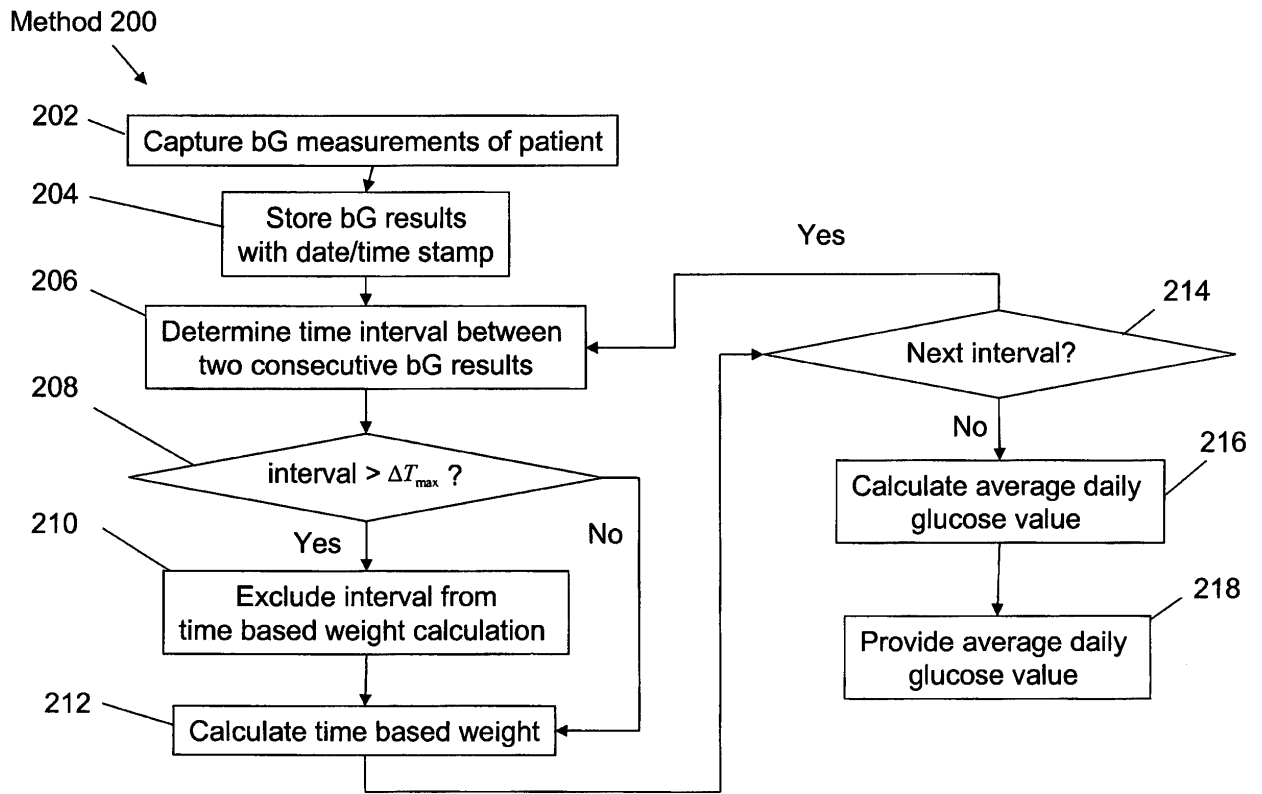 Method 200
202
Capture bG measurements of patient
204
Store bG results
with date/time stamp
206
Determine time interval between
two consecutive bG results
208
interval > ΔTmax ?
Yes
No
210
Exclude interval from
time based weight calculation
212
Calculate time based weight
Yes
214
Next interval?
No
216
Calculate average daily
glucose value
218
Provide average daily
glucose value